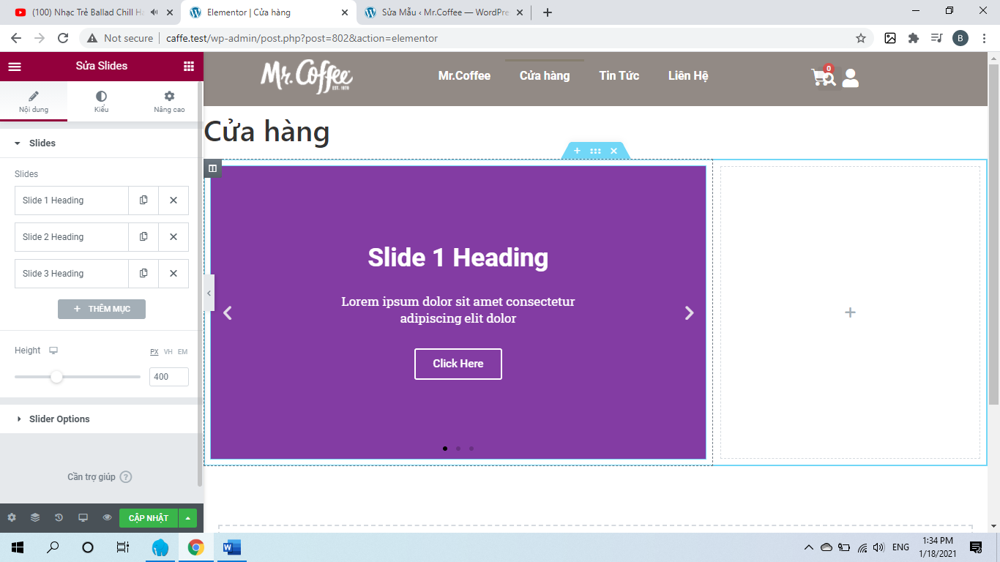 (100) Nhạc Trẻ Ballad Chill Hà
Elementor | Cửa hàng
Sửa Mẫu ‹ Mr.Coffee — WordPre
Not secure | caffe.test/wp-admin/post.php?post=802&action=elementor
B
Sửa Slides
Nội dung
Kiểu
Nâng cao
Slides
Slides
Slide 1 Heading
Slide 2 Heading
Slide 3 Heading
THÊM MỤC
Height
PX VH EM
400
Slider Options
Cần trợ giúp ?
CẬP NHẬT
Mr. Coffee
EST. 1970
Mr.Coffee
Cửa hàng
Tin Tức
Liên Hệ
0
Cửa hàng
Slide 1 Heading
Lorem ipsum dolor sit amet consectetur
adipiscing elit dolor
Click Here
ENG
1:34 PM
1/18/2021